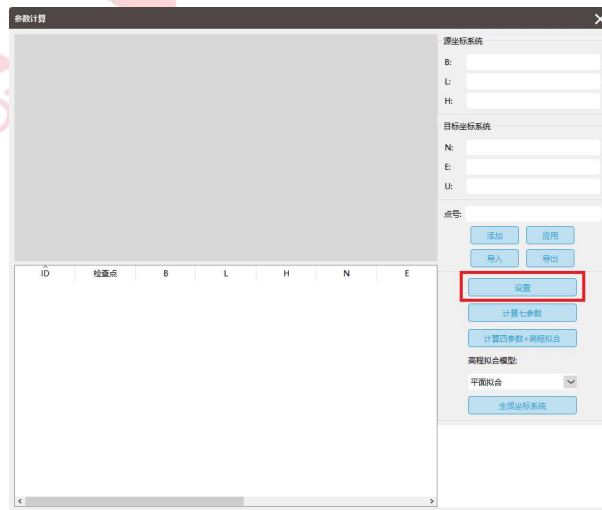 参数计算
源坐标系统
B:
L:
H:
目标坐标系统
N:
E:
U:
点号:
添加 应用
导入 导出
ID 检查点 B L H N E
设置
计算七参数
计算四参数+高程拟合
高程拟合模型:
平面拟合
生成坐标系统